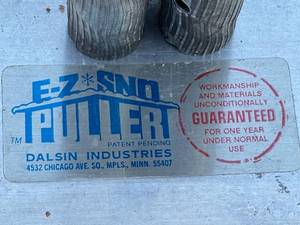 E-Z*SNO
PULLER
TM
PATENT PENDING
DALSIN INDUSTRIES
4532 CHICAGO AVE. SO., MPLS., MINN. 55407
WORKMANSHIP
AND MATERIALS
UNCONDITIONALLY
GUARANTEED
FOR ONE YEAR
UNDER NORMAL
USE